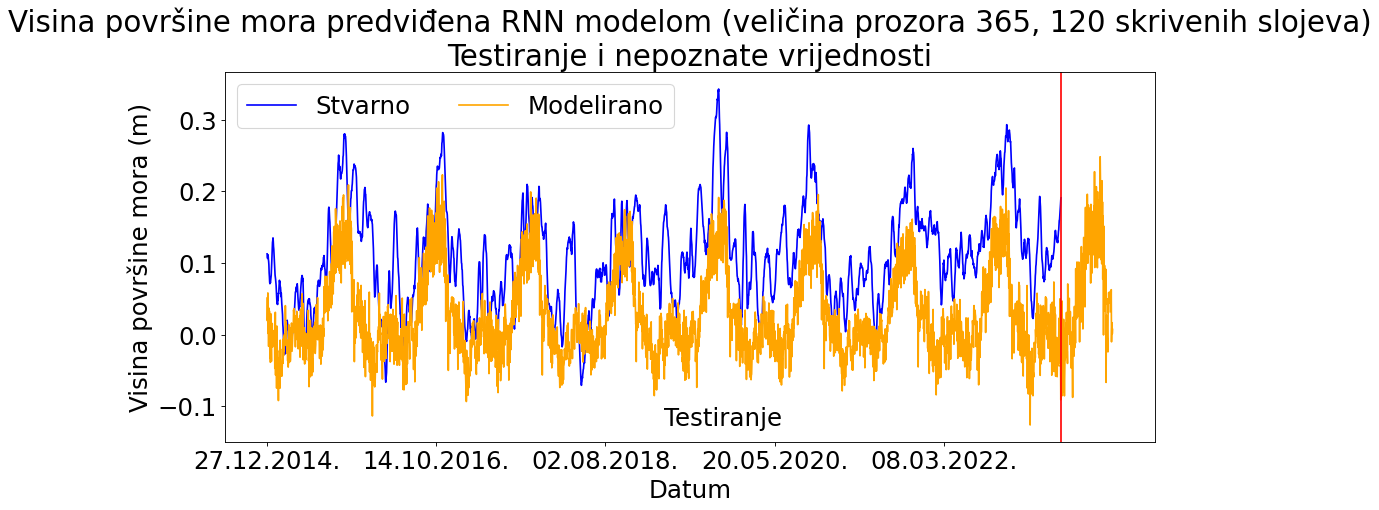 Visina površine mora predviđena RNN modelom (veličina prozora 365, 120 skrivenih slojeva)
Testiranje i nepoznate vrijednosti
Stvarno Modelirano
Visina površine mora (m)
0.3
0.2
0.1
0.0
−0.1
Testiranje
27.12.2014. 14.10.2016. 02.08.2018. 20.05.2020. 08.03.2022.
Datum